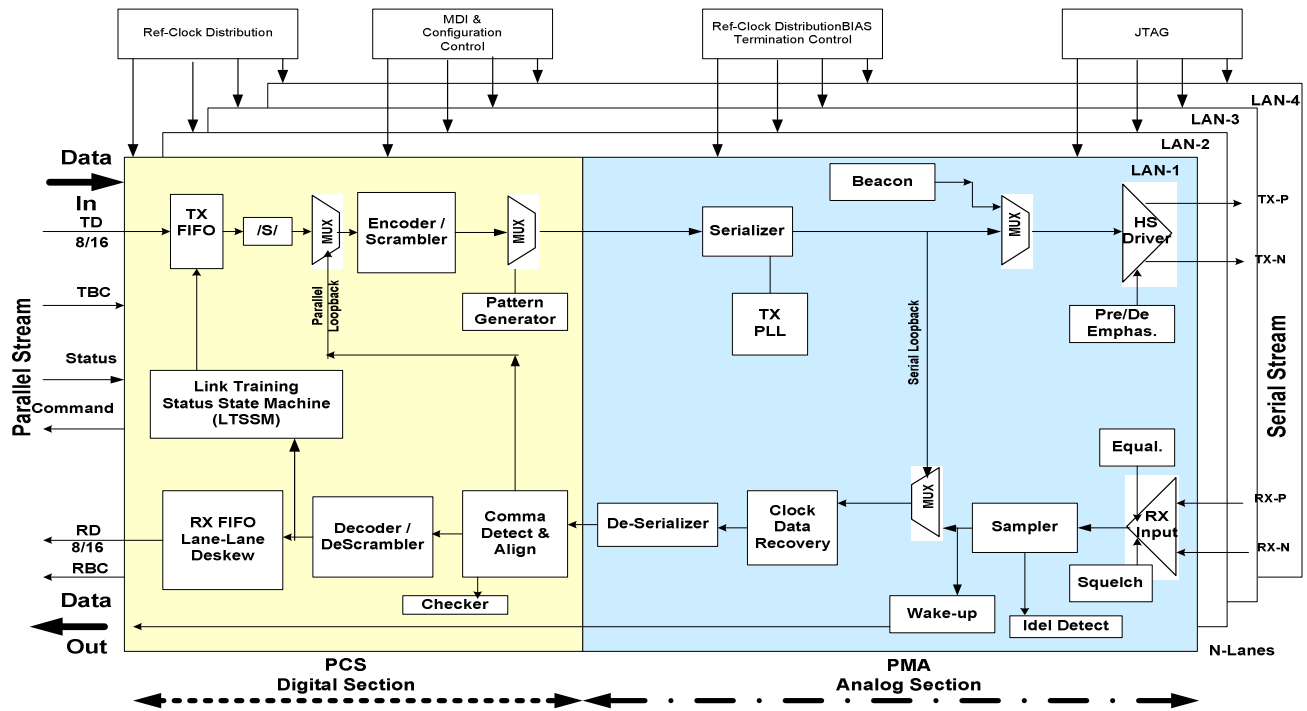 Ref-Clock Distribution
MDI &
Configuration
Control
Ref-Clock DistributionBIAS
Termination Control
JTAG
LAN-4
LAN-3
LAN-2
LAN-1
Data
In
TD
8/16
TBC
Status
Command
Parallel Stream
RD
8/16
RBC
Data
Out
TX
FIFO
/S/
MUX
Encoder /
Scrambler
MUX
Pattern
Generator
Parallel
Loopback
Link Training
Status State Machine
(LTSSM)
RX FIFO
Lane-Lane
Deskew
Decoder /
DeScrambler
Comma
Detect &
Align
Checker
Serializer
TX
PLL
Beacon
MUX
HS
Driver
Pre/De
Emphas.
Serial Loopback
MUX
De-Serializer
Clock
Data
Recovery
Sampler
Equal.
RX
Input
Squelch
Wake-up
Idel Detect
TX-P
TX-N
Serial Stream
RX-P
RX-N
N-Lanes
PCS
Digital Section
PMA
Analog Section